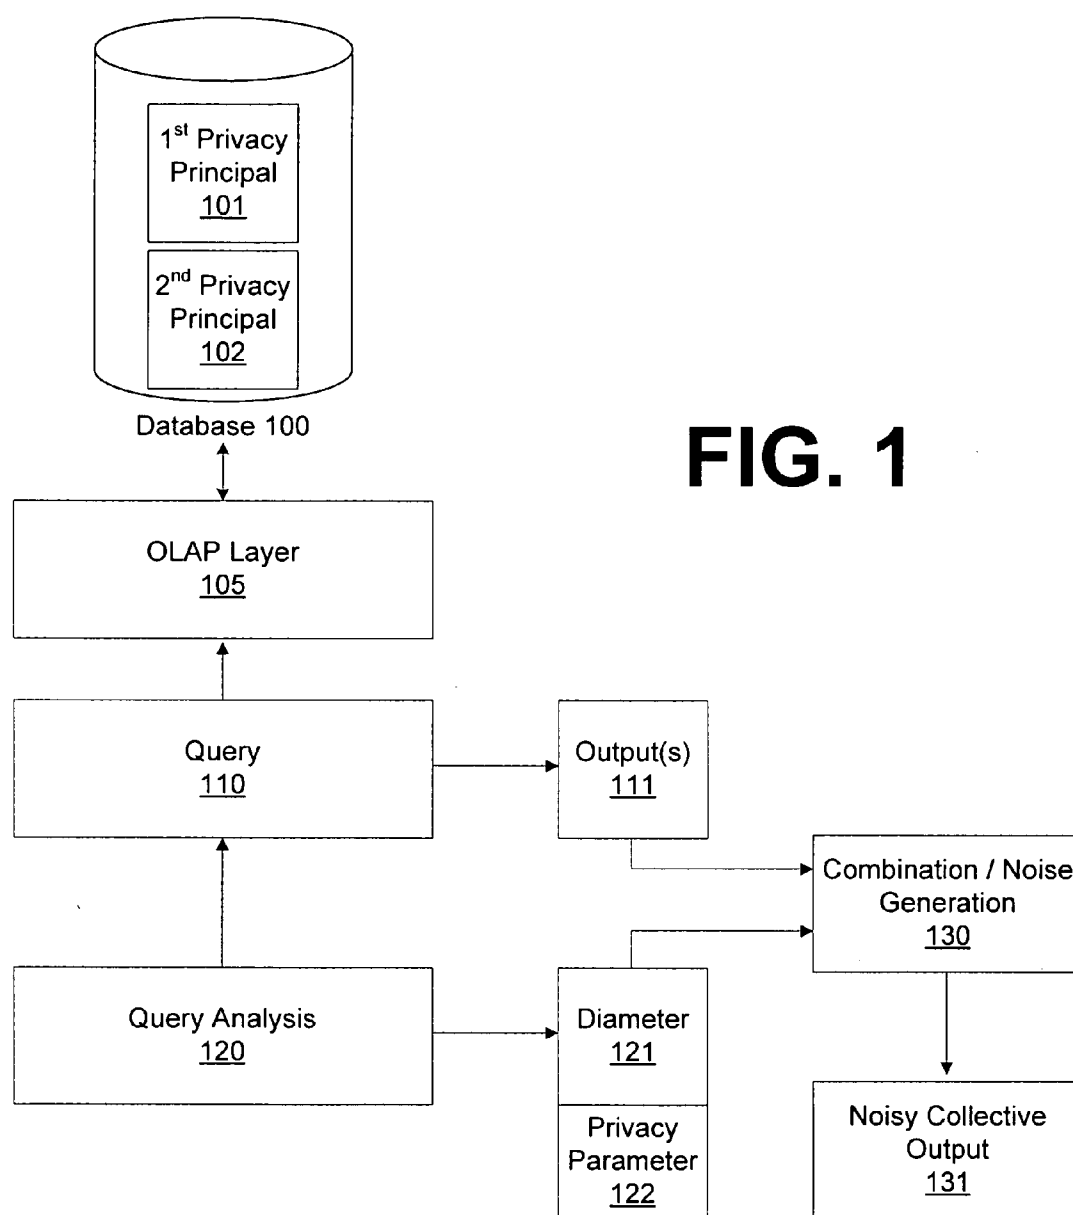 1st Privacy
Principal
101
2nd Privacy
Principal
102
Database 100
FIG. 1
OLAP Layer
105
Query
110
Output(s)
111
Combination / Noise
Generation
130
Query Analysis
120
Diameter
121
Privacy
Parameter
122
Noisy Collective
Output
131